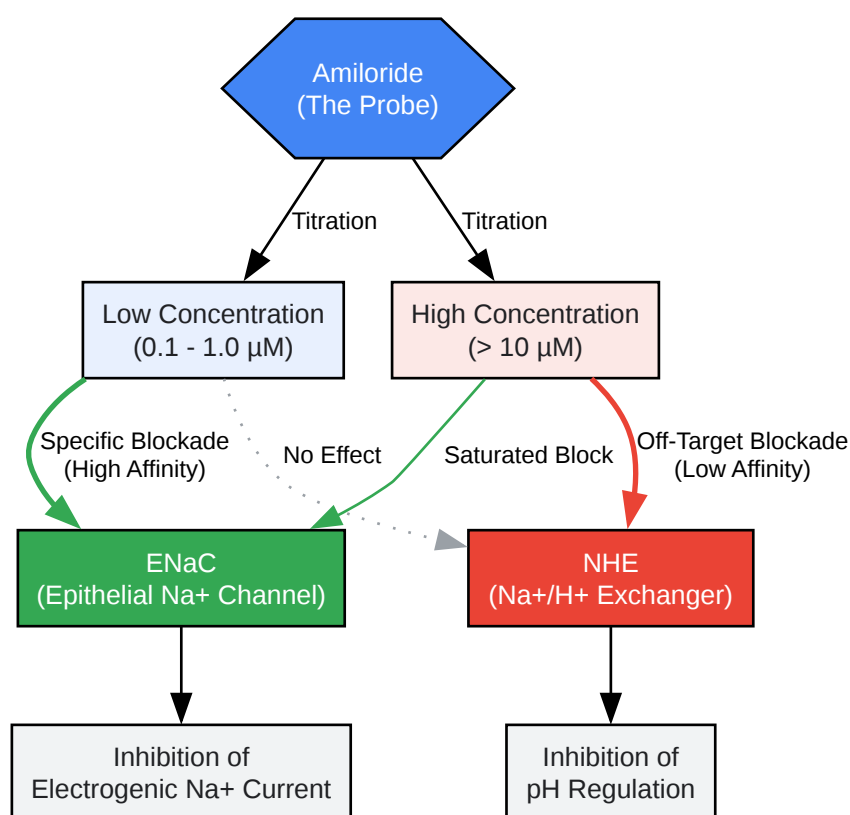 Amiloride
(The Probe)
Titration
Titration
Low Concentration
(0.1 - 1.0 µM)
High Concentration
(> 10 µM)
Specific Blockade
(High Affinity)
No Effect
Saturated Block
Off-Target Blockade
(Low Affinity)
ENaC
(Epithelial Na+ Channel)
NHE
(Na+/H+ Exchanger)
Inhibition of
Electrogenic Na+ Current
Inhibition of
pH Regulation